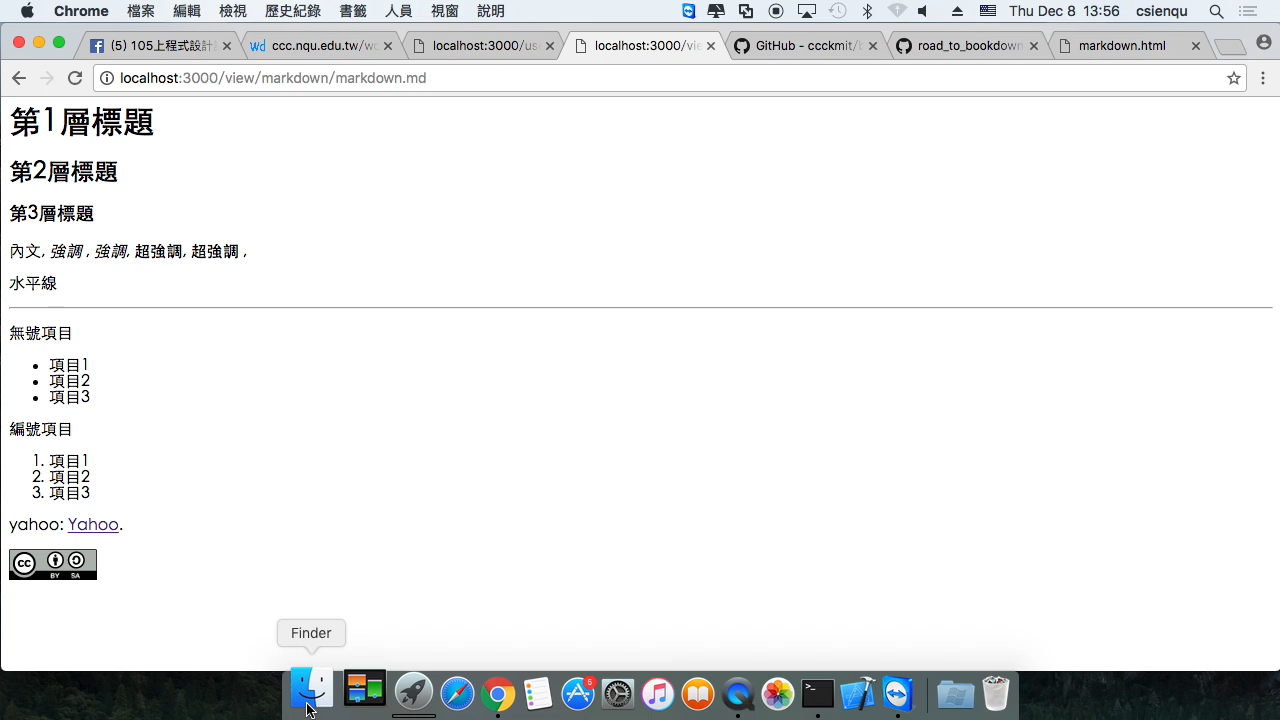 Chrome 檔案 編輯 檢視 歷史紀錄 書籤 人員 視窗 說明 Thu Dec 8 13:56 csienqu
(5) 105上程式設計 ccc.nqu.edu.tw/wd localhost:3000/us localhost:3000/vie GitHub - ccckmit/b road_to_bookdown markdown.html
localhost:3000/view/markdown/markdown.md
第1層標題
第2層標題
第3層標題
內文, 強調 , 強調, 超強調, 超強調 ,
水平線
無號項目
• 項目1
• 項目2
• 項目3
編號項目
1. 項目1
2. 項目2
3. 項目3
yahoo: Yahoo.
cc BY SA
Finder
5